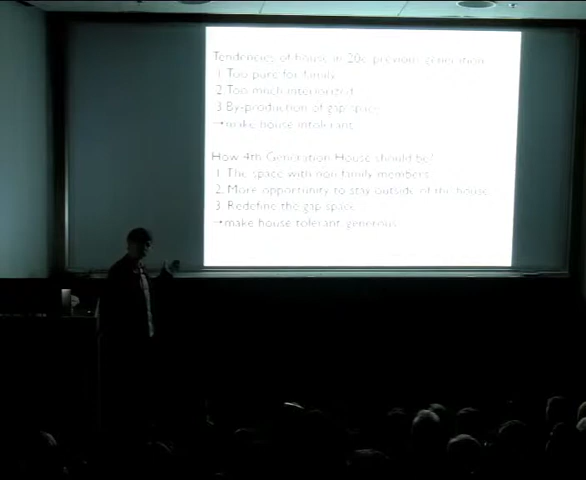 Tendencies of house in 20c previous generation
1. Too pure for family
2. Too much interiorized
3. By-production of gap space
→make house intolerant
How 4th Generation House should be?
1. The space with non family members
2. More opportunity to stay outside of the house
3. Redefine the gap space
→make house tolerant generous